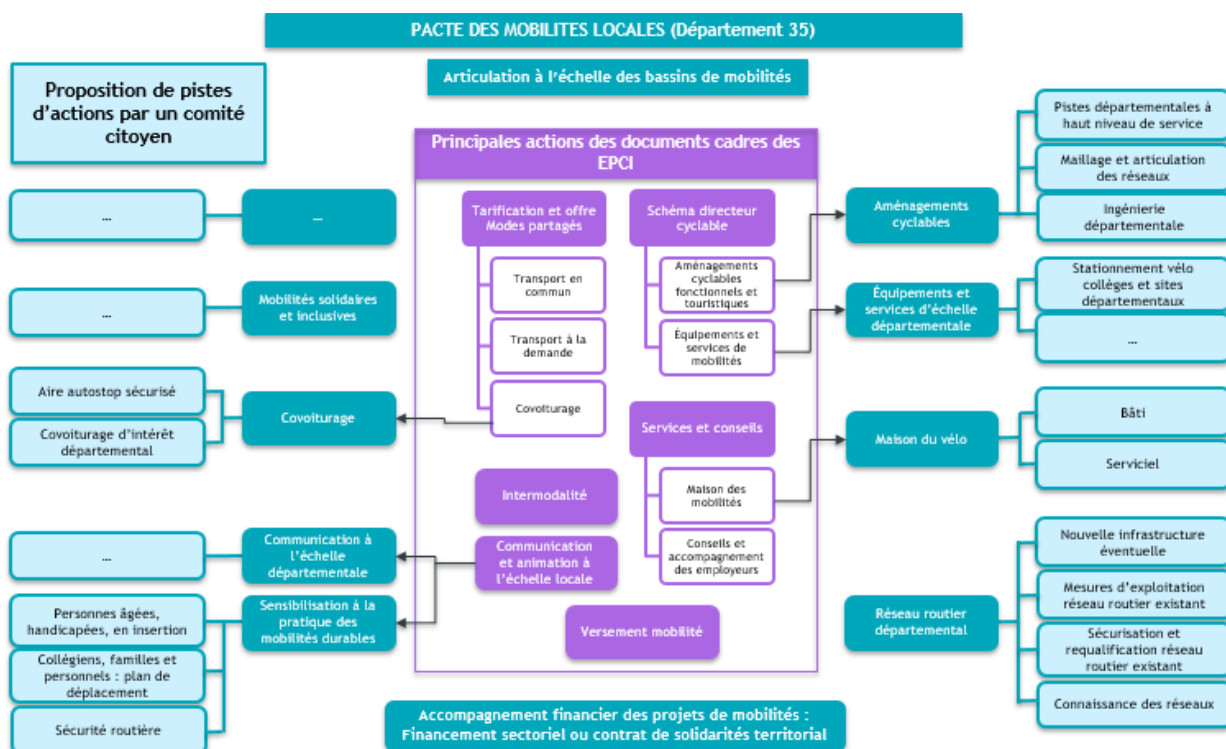 PACTE DES MOBILITES LOCALES (Département 35)
Articulation à l'échelle des bassins de mobilités
Proposition de pistes
d'actions par un comité
citoyen
...
...
...
Mobilités solidaires
et inclusives
Aire autostop sécurisé
Covoiturage d'intérêt
départemental
Covoiturage
...
Communication à
l'échelle
départementale
Personnes âgées,
handicapées, en insertion
Collégiens, familles et
personnels : plan de
déplacement
Sécurité routière
Sensibilisation à la
pratique des
mobilités durables
Principales actions des documents cadres des
EPCI
Tarification et offre
Modes partagés
Transport en
commun
Transport à la
demande
Covoiturage
Intermodalité
Communication
et animation à
l'échelle locale
Schéma directeur
cyclable
Aménagements
cyclables
fonctionnels et
touristiques
Équipements et
services de
mobilités
Services et conseils
Maison des
mobilités
Conseils et
accompagnement
des employeurs
Versement mobilité
Aménagements
cyclables
Pistes départementales à
haut niveau de service
Maillage et articulation
des réseaux
Ingénierie
départementale
Équipements et
services d'échelle
départementale
Stationnement vélo
collèges et sites
départementaux
...
Maison du vélo
Bâti
Serviciel
Réseau routier
départemental
Nouvelle infrastructure
éventuelle
Mesures d'exploitation
réseau routier existant
Sécurisation et
requalification réseau
routier existant
Connaissance des réseaux
Accompagnement financier des projets de mobilités :
Financement sectoriel ou contrat de solidarités territorial